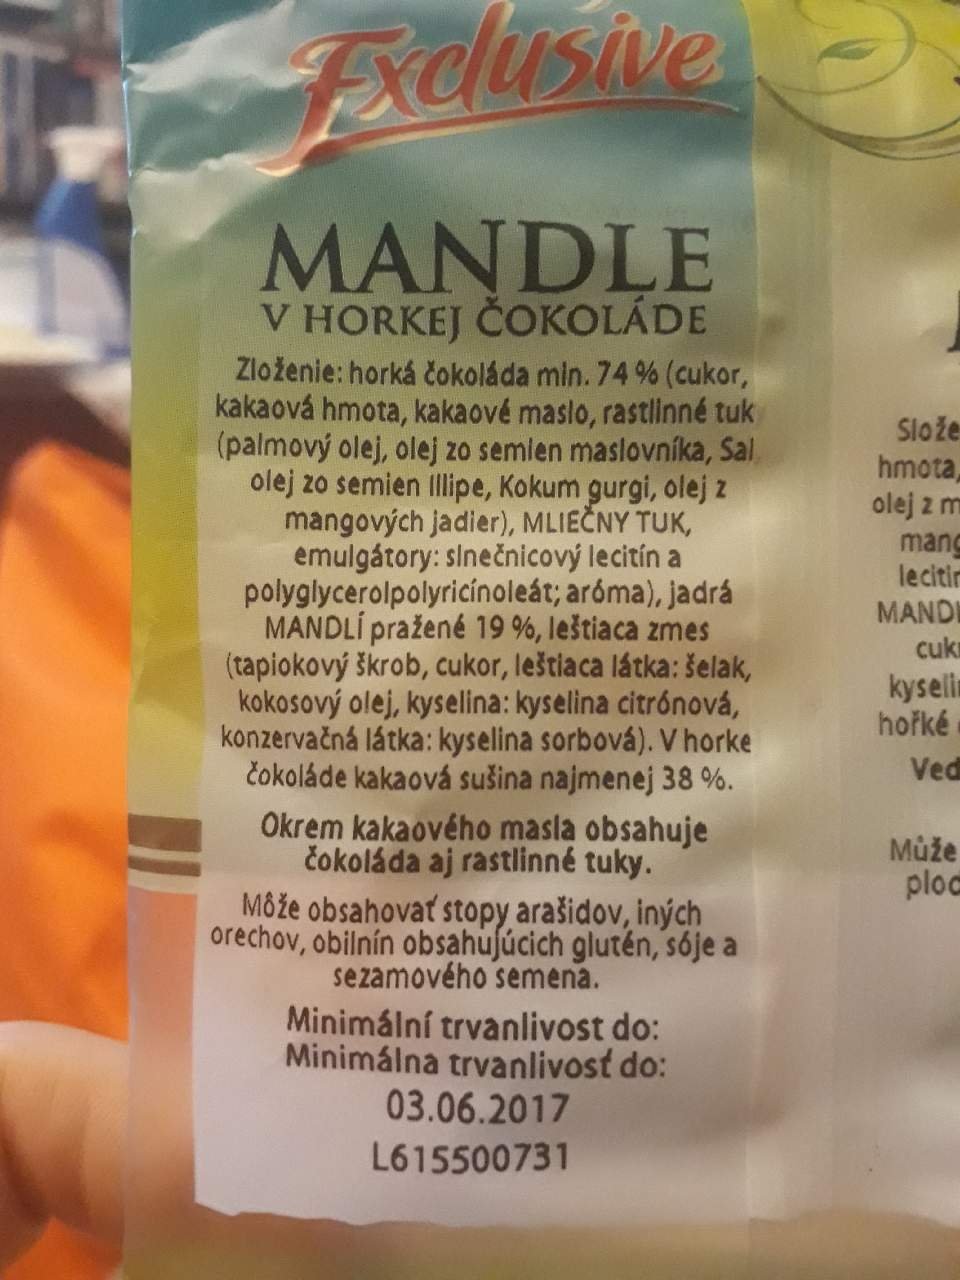 Exclusive
MANDLE
V HORKEJ ČOKOLÁDE
Zloženie: horká čokoláda min. 74 % (cukor,
kakaová hmota, kakaové maslo, rastlinné tuk
(palmový olej, olej zo semien maslovníka, Sal
olej zo semien Illipe, Kokum gurgi, olej z
mangových jadier), MLIEČNY TUK,
emulgátory: slnečnicový lecitín a
polyglycerolpolyricínoleát; aróma), jadrá
MANDLÍ pražené 19 %, leštiaca zmes
(tapiokový škrob, cukor, leštiaca látka: šelak,
kokosový olej, kyselina: kyselina citrónová,
konzervačná látka: kyselina sorbová). V horke
čokoláde kakaová sušina najmenej 38 %.
Okrem kakaového masla obsahuje
čokoláda aj rastlinné tuky.
Môže obsahovať stopy arašidov, iných
orechov, obilnín obsahujúcich glutén, sóje a
sezamového semena.
Minimální trvanlivost do:
Minimálna trvanlivosť do:
03.06.2017
L615500731
Slože
hmota,
olej z m
mang
lecitin
MANDL
cuk
kyseli
hořké
Ved
Může
plod